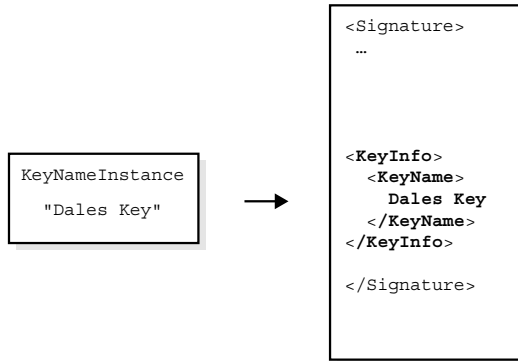 KeyNameInstance
"Dales Key"
<Signature>
…
<KeyInfo>
<KeyName>
Dales Key
</KeyName>
</KeyInfo>
</Signature>